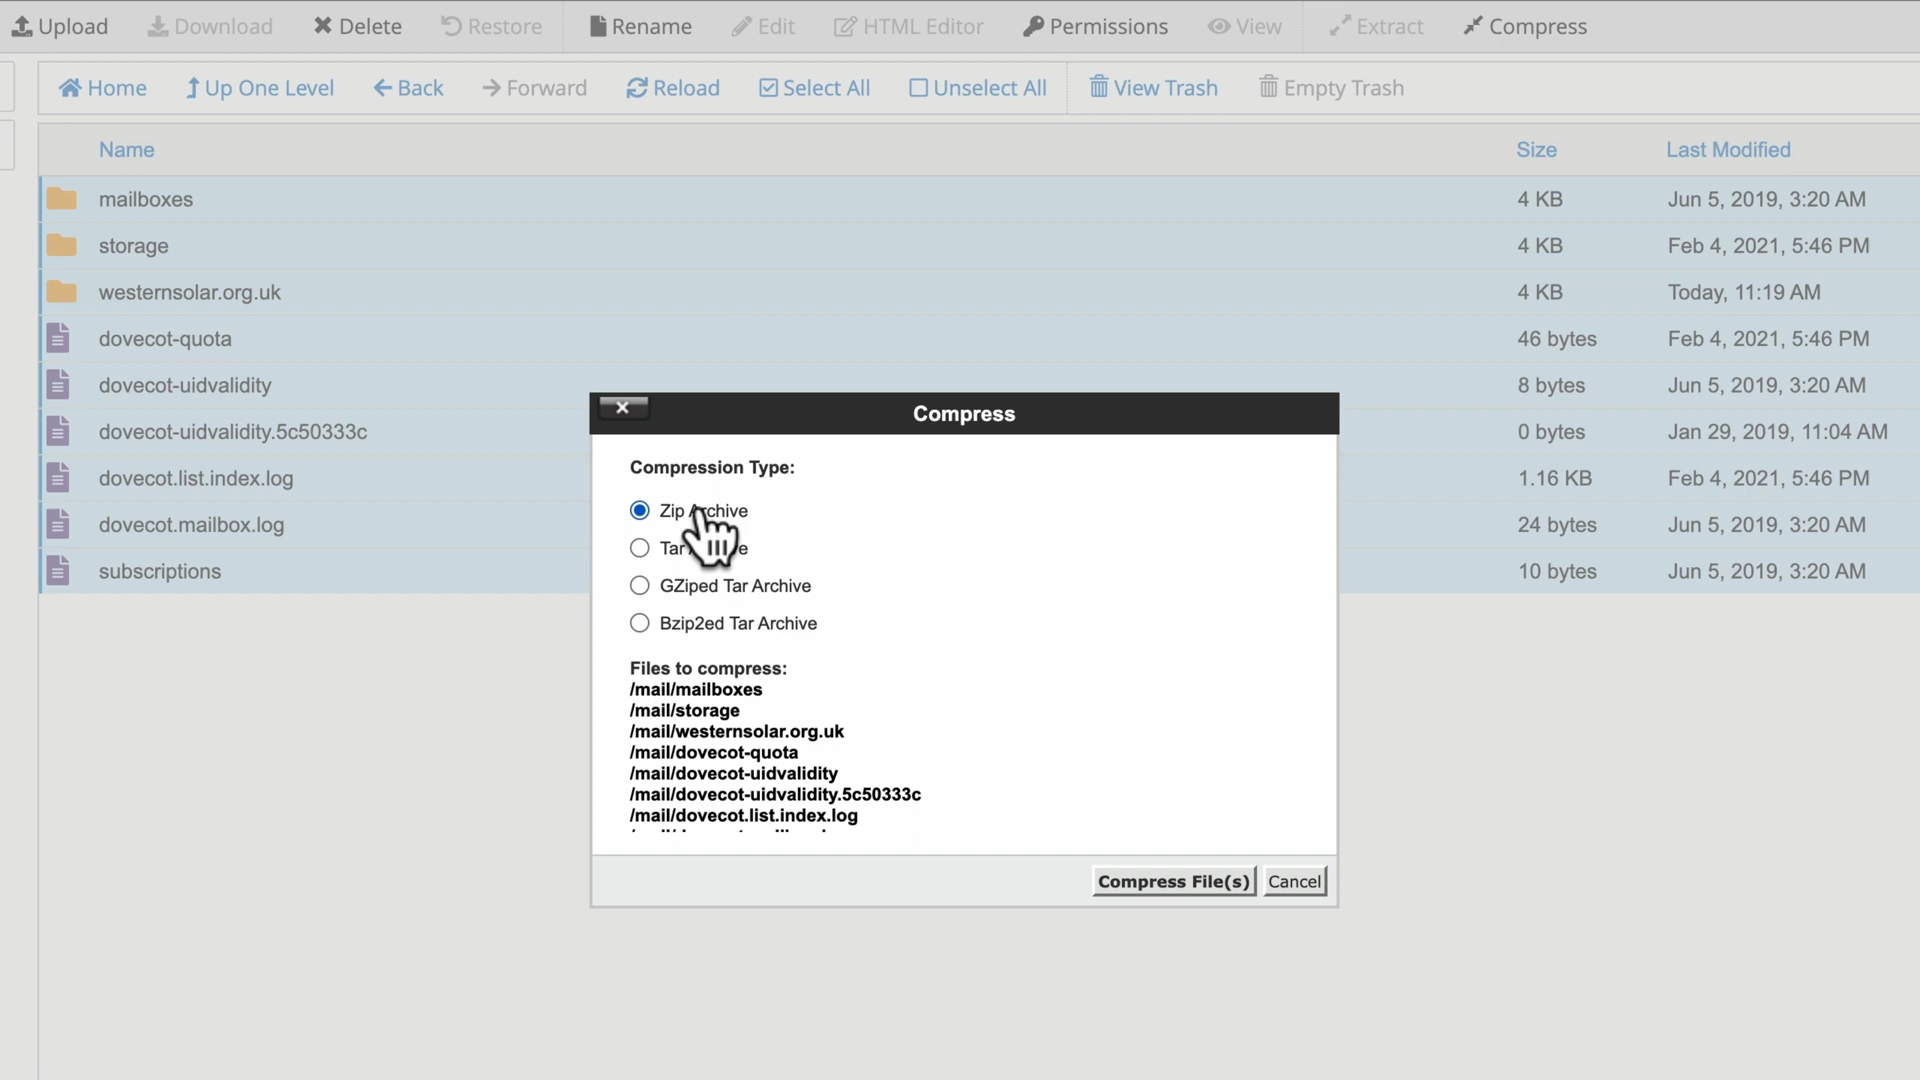 Upload Download Delete Restore Rename Edit HTML Editor Permissions View Extract Compress
Home Up One Level Back Forward Reload Select All Unselect All View Trash Empty Trash
Name Size Last Modified
mailboxes 4 KB Jun 5, 2019, 3:20 AM
storage 4 KB Feb 4, 2021, 5:46 PM
westernsolar.org.uk 4 KB Today, 11:19 AM
dovecot-quota 46 bytes Feb 4, 2021, 5:46 PM
dovecot-uidvalidity 8 bytes Jun 5, 2019, 3:20 AM
dovecot-uidvalidity.5c50333c 0 bytes Jan 29, 2019, 11:04 AM
dovecot.list.index.log 1.16 KB Feb 4, 2021, 5:46 PM
dovecot.mailbox.log 24 bytes Jun 5, 2019, 3:20 AM
subscriptions 10 bytes Jun 5, 2019, 3:20 AM
Compress
Compression Type:
Zip Archive
Tar
GZiped Tar Archive
Bzip2ed Tar Archive
Files to compress:
/mail/mailboxes
/mail/storage
/mail/westernsolar.org.uk
/mail/dovecot-quota
/mail/dovecot-uidvalidity
/mail/dovecot-uidvalidity.5c50333c
/mail/dovecot.list.index.log
Compress File(s) Cancel